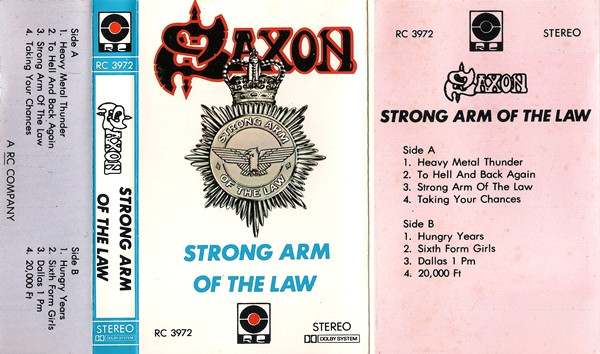 Side A
1. Heavy Metal Thunder
2. To Hell And Back Again
3. Strong Arm Of The Law
4. Taking Your Chances
Side B
1. Hungry Years
2. Sixth Form Girls
3. Dallas 1 Pm
4. 20,000 Ft
A RC COMPANY
RC
RC 3972
SAXON
STRONG ARM
OF THE LAW
STEREO
DOLBY SYSTEM
SAXON
STRONG ARM
OF THE LAW
STRONG ARM
OF THE LAW
RC 3972
RC
STEREO
DOLBY SYSTEM
RC 3972
RC
STEREO
SAXON
STRONG ARM OF THE LAW
Side A
1. Heavy Metal Thunder
2. To Hell And Back Again
3. Strong Arm Of The Law
4. Taking Your Chances
Side B
1. Hungry Years
2. Sixth Form Girls
3. Dallas 1 Pm
4. 20,000 Ft